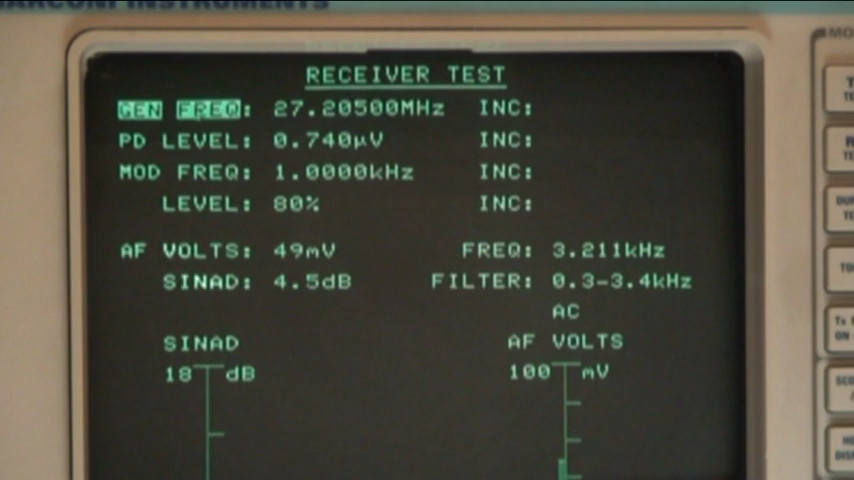 MARCONI INSTRUMENTS
RECEIVER TEST
GEN FREQ: 27.20500MHz INC:
PD LEVEL: 0.740µV INC:
MOD FREQ: 1.0000kHz INC:
LEVEL: 80% INC:
AF VOLTS: 49mV FREQ: 3.211kHz
SINAD: 4.5dB FILTER: 0.3-3.4kHz
AC
SINAD AF VOLTS
18 dB 100 mV